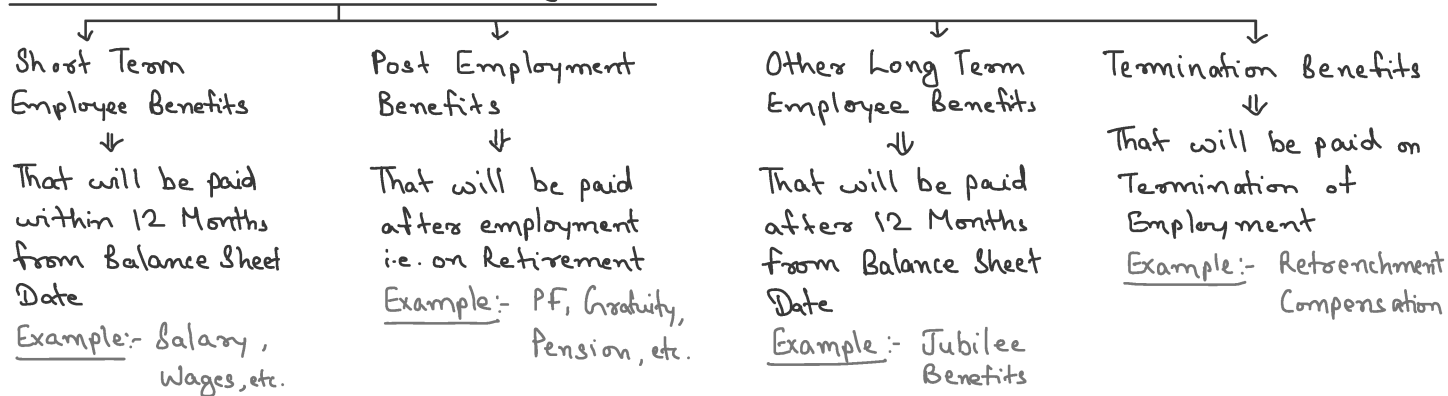 Short Term
Employee Benefits
⇓
That will be paid
within 12 Months
from Balance Sheet
Date
Example:- Salary,
Wages, etc.
Post Employment
Benefits
⇓
That will be paid
after employment
i.e. on Retirement
Example:- PF, Gratuity,
Pension, etc.
Other Long Term
Employee Benefits
⇓
That will be paid
after 12 Months
from Balance Sheet
Date
Example:- Jubilee
Benefits
Termination Benefits
⇓
That will be paid on
Termination of
Employment
Example:- Retrenchment
Compensation